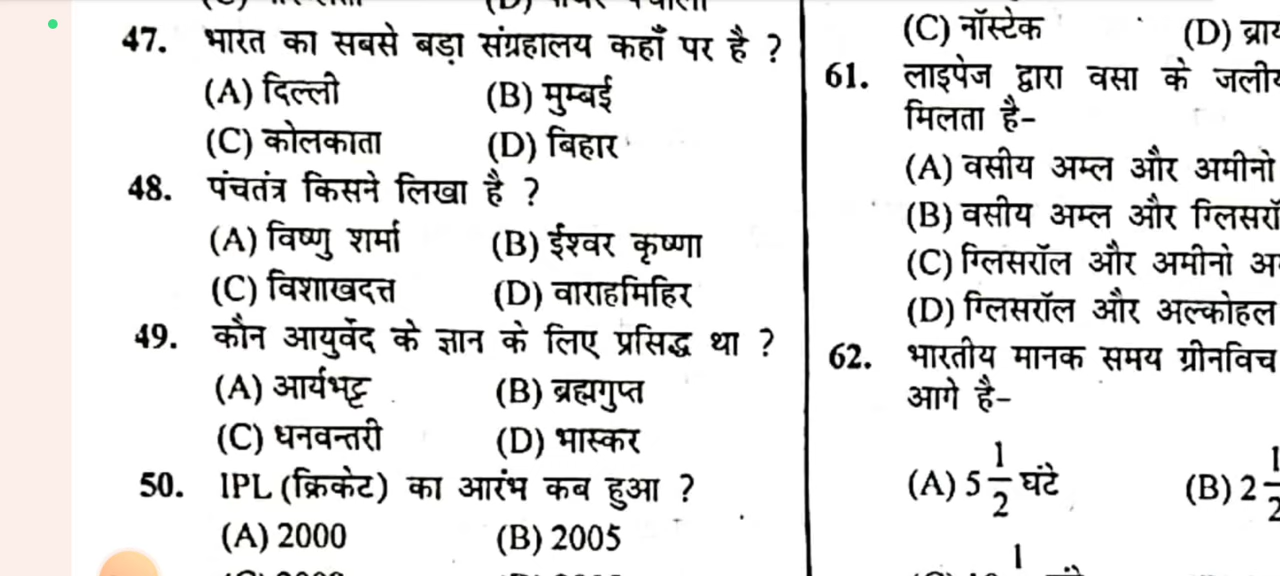 47. भारत का सबसे बड़ा संग्रहालय कहाँ पर है ?
(A) दिल्ली (B) मुम्बई
(C) कोलकाता (D) बिहार
48. पंचतंत्र किसने लिखा है ?
(A) विष्णु शर्मा (B) ईश्वर कृष्णा
(C) विशाखदत्त (D) वाराहमिहिर
49. कौन आयुर्वेद के ज्ञान के लिए प्रसिद्ध था ?
(A) आर्यभट्ट (B) ब्रह्मगुप्त
(C) धनवन्तरी (D) भास्कर
50. IPL (क्रिकेट) का आरंभ कब हुआ ?
(A) 2000 (B) 2005
(C) नॉस्टेक (D)
61. लाइपेज द्वारा वसा के
मिलता है-
(A) वसीय अम्ल और अमीनो
(B) वसीय अम्ल और
(C) ग्लिसरॉल और अमीनो
(D) ग्लिसरॉल और अल्कोहल
62. भारतीय मानक समय ग्रीनविच
आगे है-
(A) 5 1/2 घंटे (B) 2